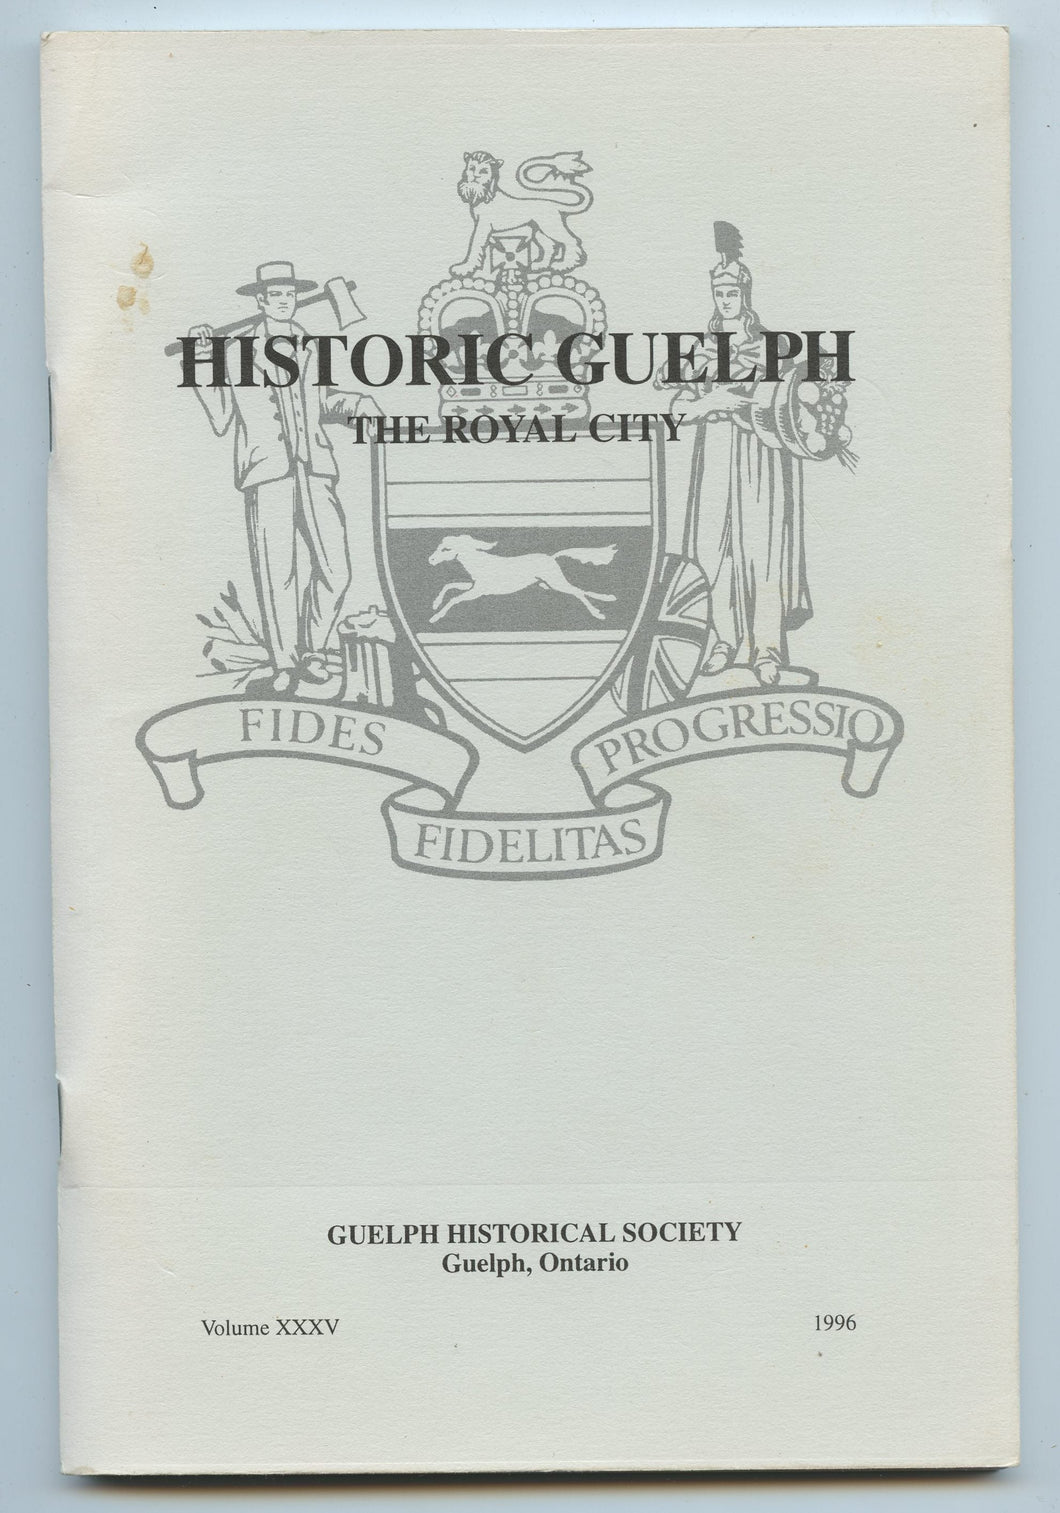 HISTORIC GUELPH
THE ROYAL CITY
FIDES
PROGRESSIO
FIDELITAS
GUELPH HISTORICAL SOCIETY
Guelph, Ontario
Volume XXXV
1996